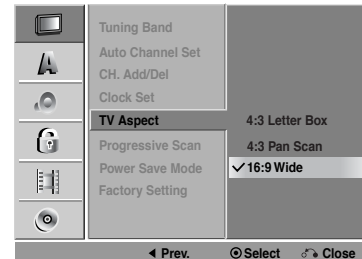 Tuning Band
Auto Channel Set
CH. Add/Del
Clock Set
TV Aspect
4:3 Letter Box
Progressive Scan
4:3 Pan Scan
Power Save Mode
✓ 16:9 Wide
Factory Setting
◀ Prev.
Select
Close